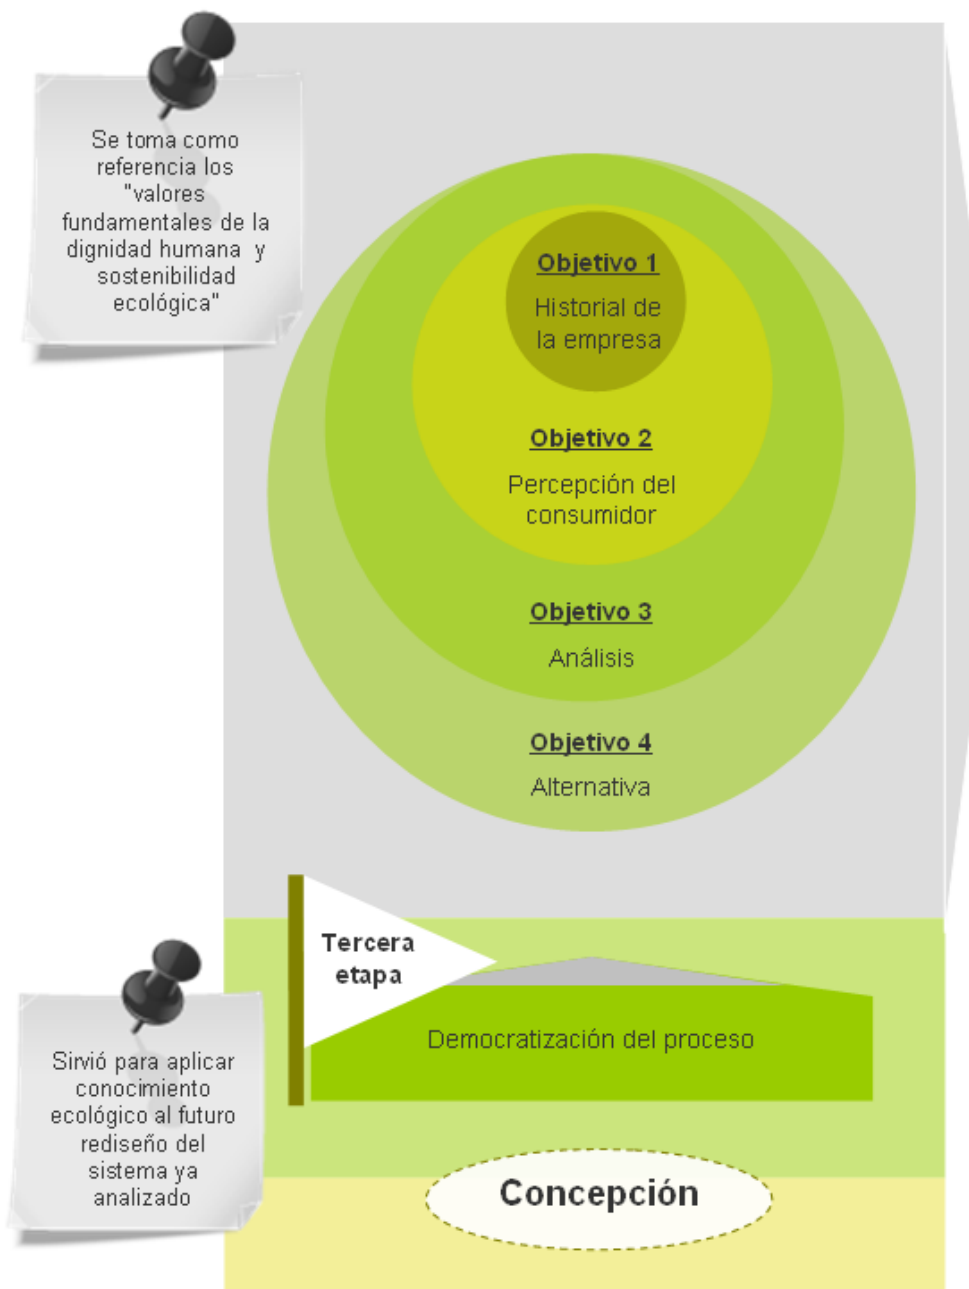 Se toma como
referencia los
"valores
fundamentales de la
dignidad humana y
sostenibilidad
ecológica"
Objetivo 1
Historial de
la empresa
Objetivo 2
Percepción del
consumidor
Objetivo 3
Análisis
Objetivo 4
Alternativa
Tercera
etapa
Democratización del proceso
Sirvió para aplicar
conocimiento
ecológico al futuro
rediseño del
sistema ya
analizado
Concepción